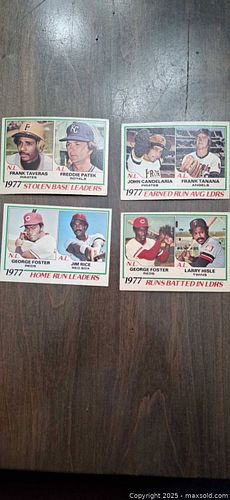 FRANK TAVERAS
PIRATES
FREDDIE PATEK
ROYALS
N.L.
A.L.
1977 STOLEN BASE LEADERS
JOHN CANDELARIA
PIRATES
FRANK TANANA
ANGELS
N.L.
A.L.
1977 EARNED RUN AVG LDRS
N.L.
A.L.
GEORGE FOSTER
REDS
JIM RICE
RED SOX
1977 HOME RUN LEADERS
N.L.
A.L.
GEORGE FOSTER
REDS
LARRY HISLE
TWINS
1977 RUNS BATTED IN LDRS
Copyright 2025 - maxsold.com